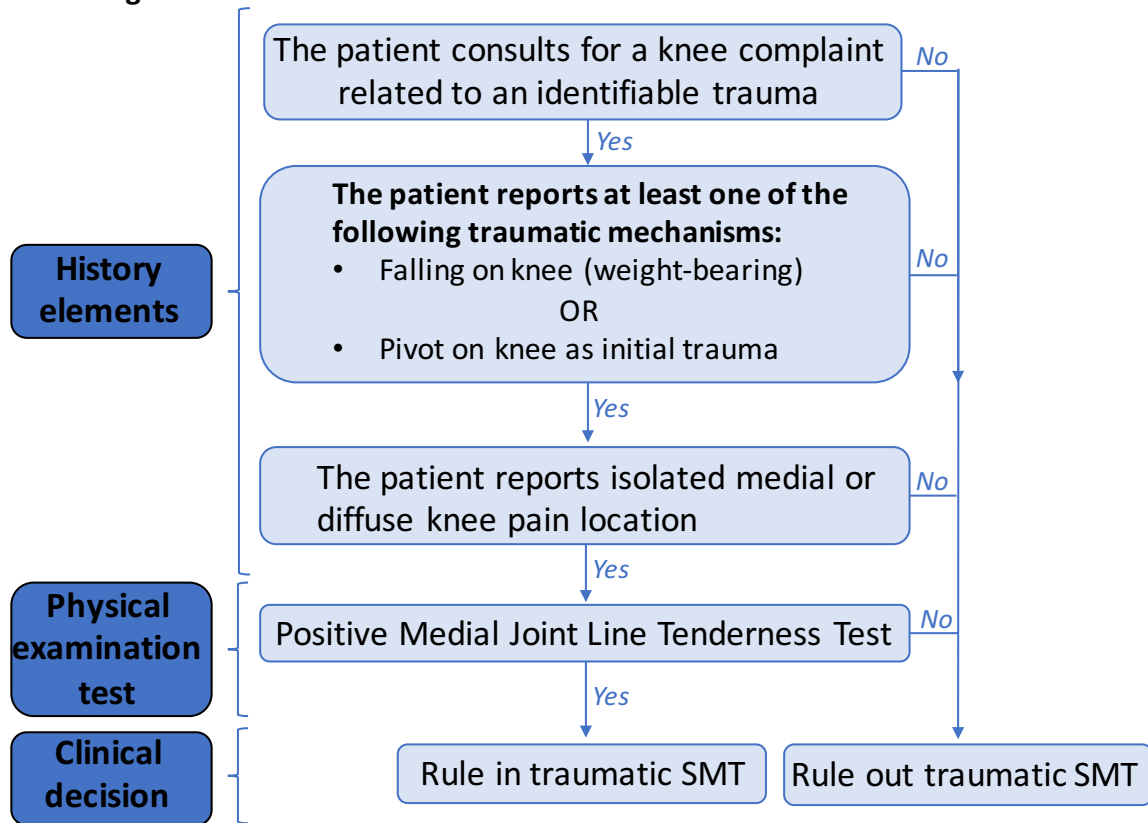 The patient consults for a knee complaint
related to an identifiable trauma
No
Yes
The patient reports at least one of the
following traumatic mechanisms:
• Falling on knee (weight-bearing)
OR
• Pivot on knee as initial trauma
No
History
elements
Yes
The patient reports isolated medial or
diffuse knee pain location
No
Yes
Physical
examination
test
Positive Medial Joint Line Tenderness Test
No
Yes
Clinical
decision
Rule in traumatic SMT
Rule out traumatic SMT